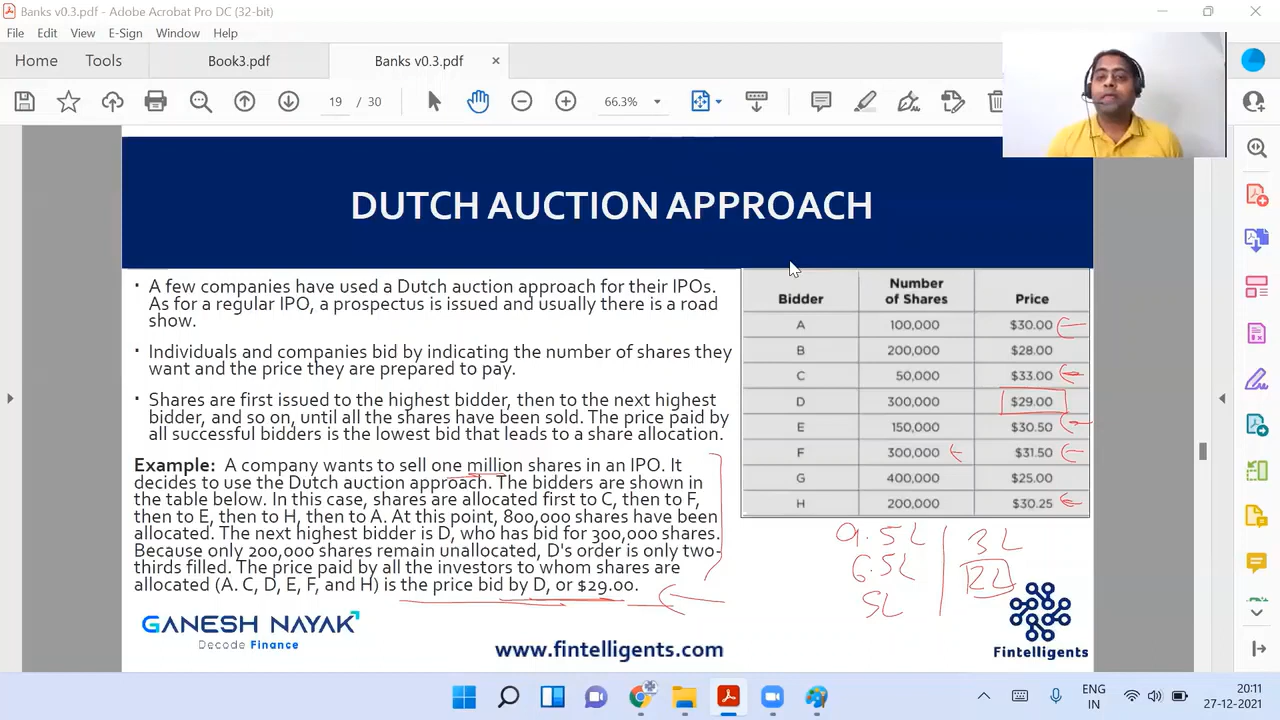 Banks v0.3.pdf - Adobe Acrobat Pro DC (32-bit)
File Edit View E-Sign Window Help
Home Tools Book3.pdf Banks v0.3.pdf ×
19 / 30 66.3%
DUTCH AUCTION APPROACH
· A few companies have used a Dutch auction approach for their IPOs.
As for a regular IPO, a prospectus is issued and usually there is a road
show.
· Individuals and companies bid by indicating the number of shares they
want and the price they are prepared to pay.
· Shares are first issued to the highest bidder, then to the next highest
bidder, and so on, until all the shares have been sold. The price paid by
all successful bidders is the lowest bid that leads to a share allocation.
Example: A company wants to sell one million shares in an IPO. It
decides to use the Dutch auction approach. The bidders are shown in
the table below. In this case, shares are allocated first to C, then to F,
then to E, then to H, then to A. At this point, 800,000 shares have been
allocated. The next highest bidder is D, who has bid for 300,000 shares.
Because only 200,000 shares remain unallocated, D's order is only two-
thirds filled. The price paid by all the investors to whom shares are
allocated (A. C, D, E, F, and H) is the price bid by D, or $29.00.
Bidder Number of Shares Price
A 100,000 $30.00
B 200,000 $28.00
C 50,000 $33.00
D 300,000 $29.00
E 150,000 $30.50
F 300,000 $31.50
G 400,000 $25.00
H 200,000 $30.25
9.5L 3L
6.5L 2L
5L
GANESH NAYAK
Decode Finance
www.fintelligents.com
Fintelligents
ENG
IN
20:11
27-12-2021